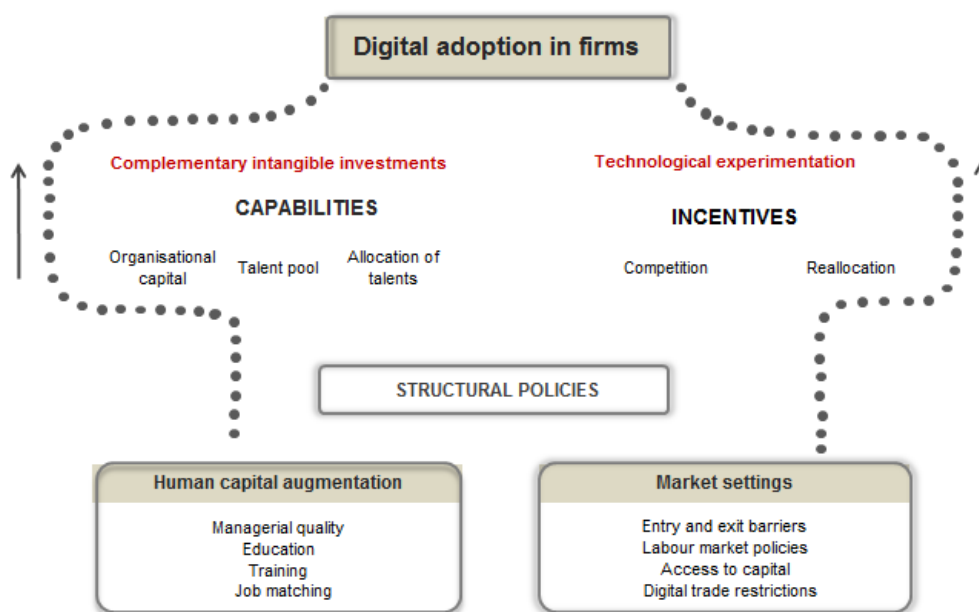 Digital adoption in firms
Complementary intangible investments
CAPABILITIES
Organisational
capital
Talent pool
Allocation of
talents
Technological experimentation
INCENTIVES
Competition
Reallocation
STRUCTURAL POLICIES
Human capital augmentation
Managerial quality
Education
Training
Job matching
Market settings
Entry and exit barriers
Labour market policies
Access to capital
Digital trade restrictions